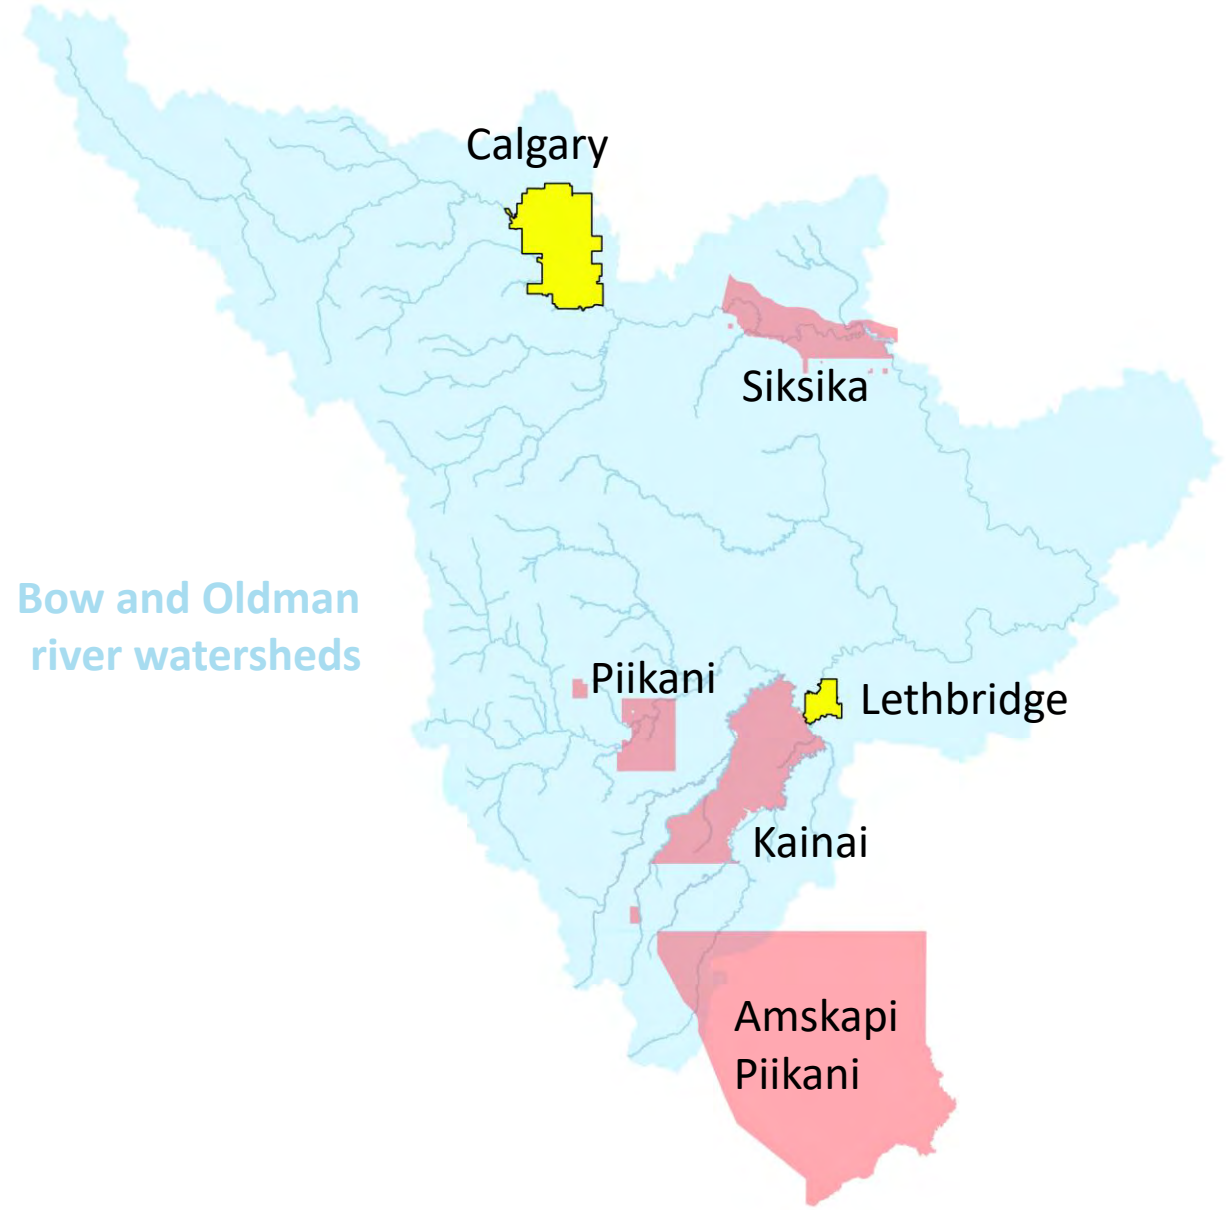 Calgary
Siksika
Bow and Oldman
river watersheds
Piikani
Lethbridge
Kainai
Amskapi
Piikani